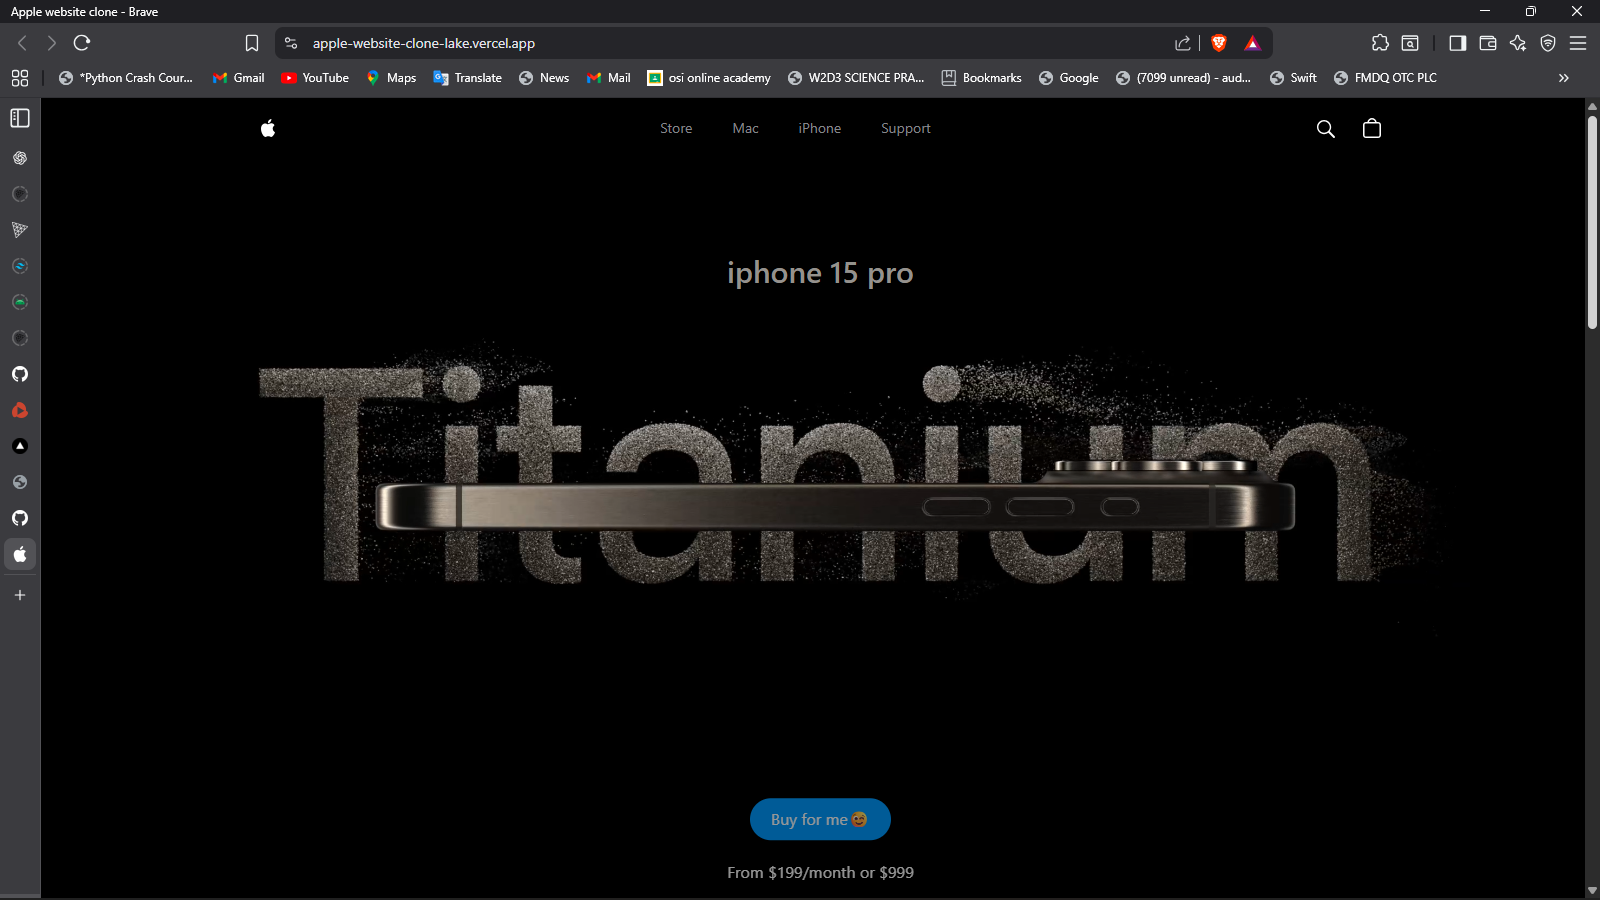 Apple website clone - Brave
apple-website-clone-lake.vercel.app
*Python Crash Cour... Gmail YouTube Maps Translate News Mail osi online academy W2D3 SCIENCE PRA... Bookmarks Google (7099 unread) - aud... Swift FMDQ OTC PLC »
Store Mac iPhone Support
iphone 15 pro
Titanium
Buy for me🥹
From $199/month or $999